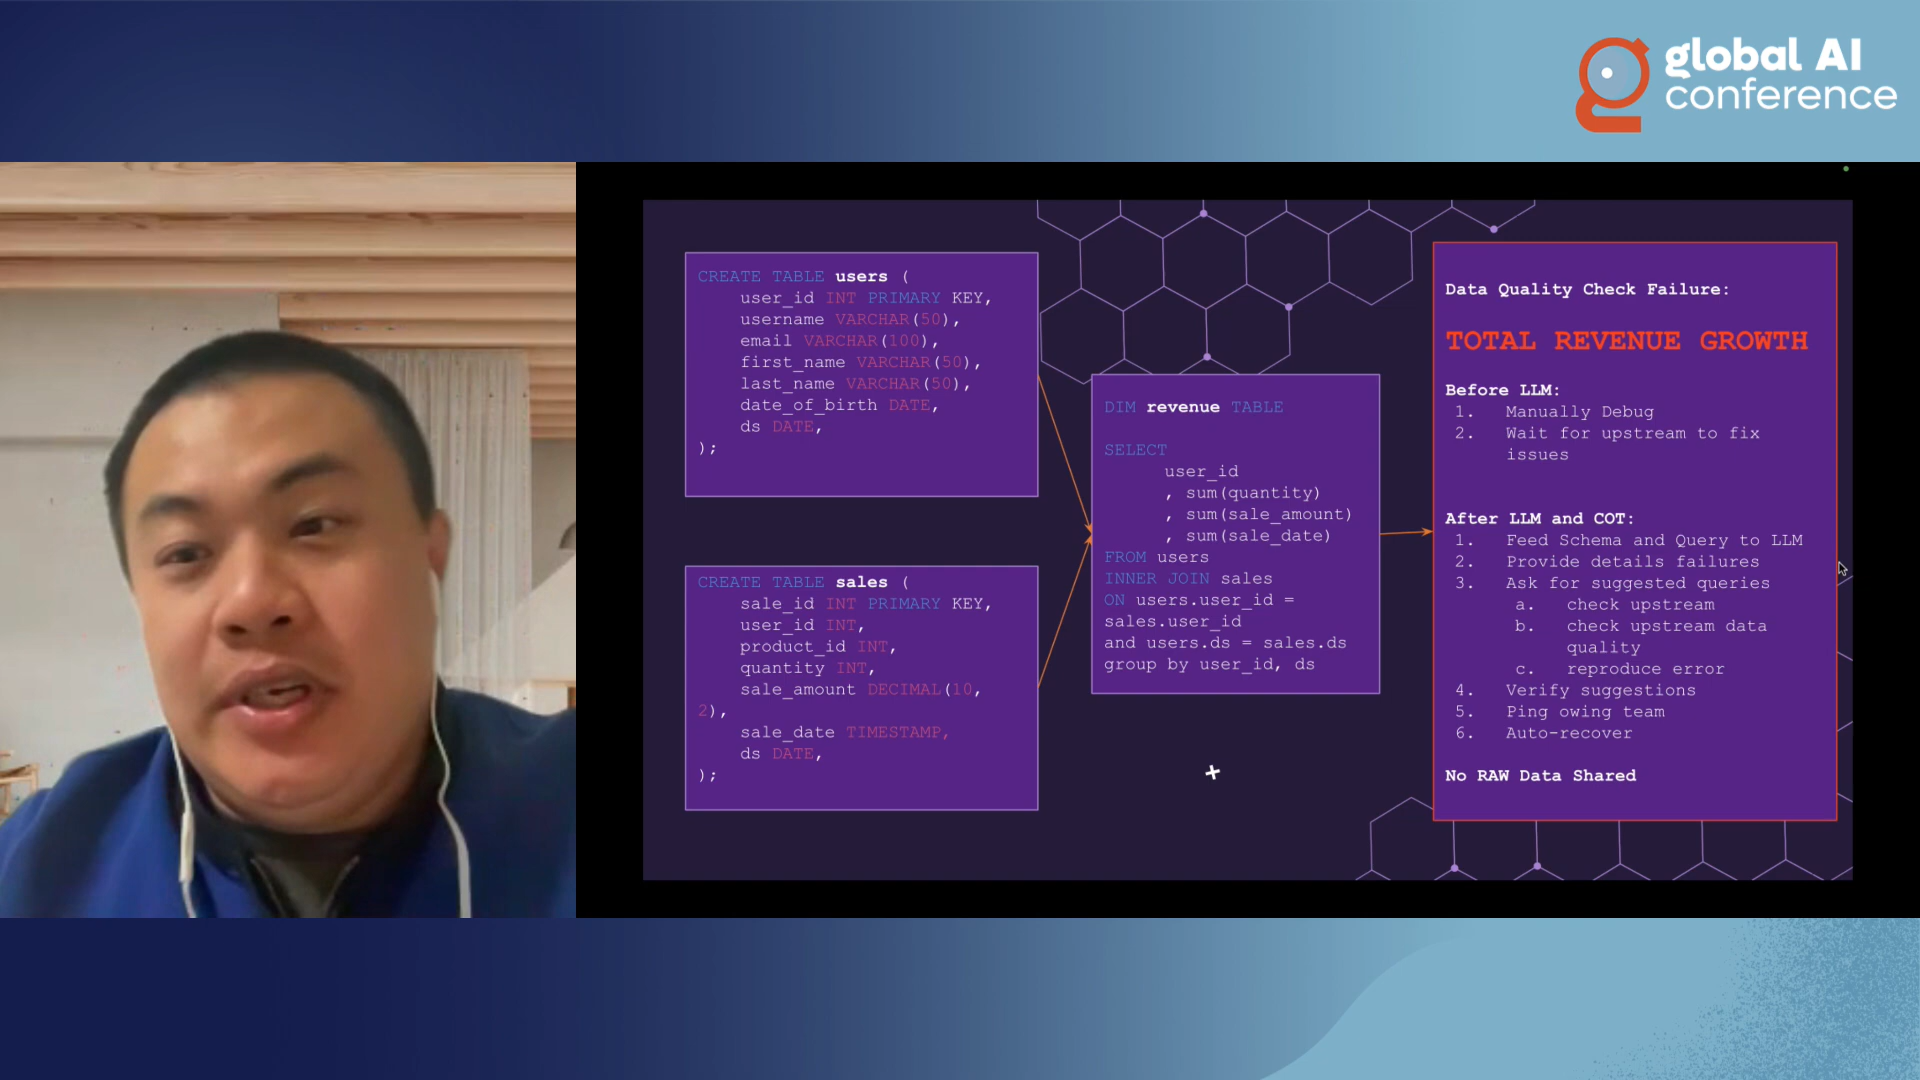 global AI
conference
CREATE TABLE users (
user_id INT PRIMARY KEY,
username VARCHAR(50),
email VARCHAR(100),
first_name VARCHAR(50),
last_name VARCHAR(50),
date_of_birth DATE,
ds DATE,
);
CREATE TABLE sales (
sale_id INT PRIMARY KEY,
user_id INT,
product_id INT,
quantity INT,
sale_amount DECIMAL(10,
2),
sale_date TIMESTAMP,
ds DATE,
);
DIM revenue TABLE
SELECT
user_id
, sum(quantity)
, sum(sale_amount)
, sum(sale_date)
FROM users
INNER JOIN sales
ON users.user_id =
sales.user_id
and users.ds = sales.ds
group by user_id, ds
Data Quality Check Failure:
TOTAL REVENUE GROWTH
Before LLM:
1. Manually Debug
2. Wait for upstream to fix
issues
After LLM and COT:
1. Feed Schema and Query to LLM
2. Provide details failures
3. Ask for suggested queries
a. check upstream
b. check upstream data
quality
c. reproduce error
4. Verify suggestions
5. Ping owing team
6. Auto-recover
No RAW Data Shared